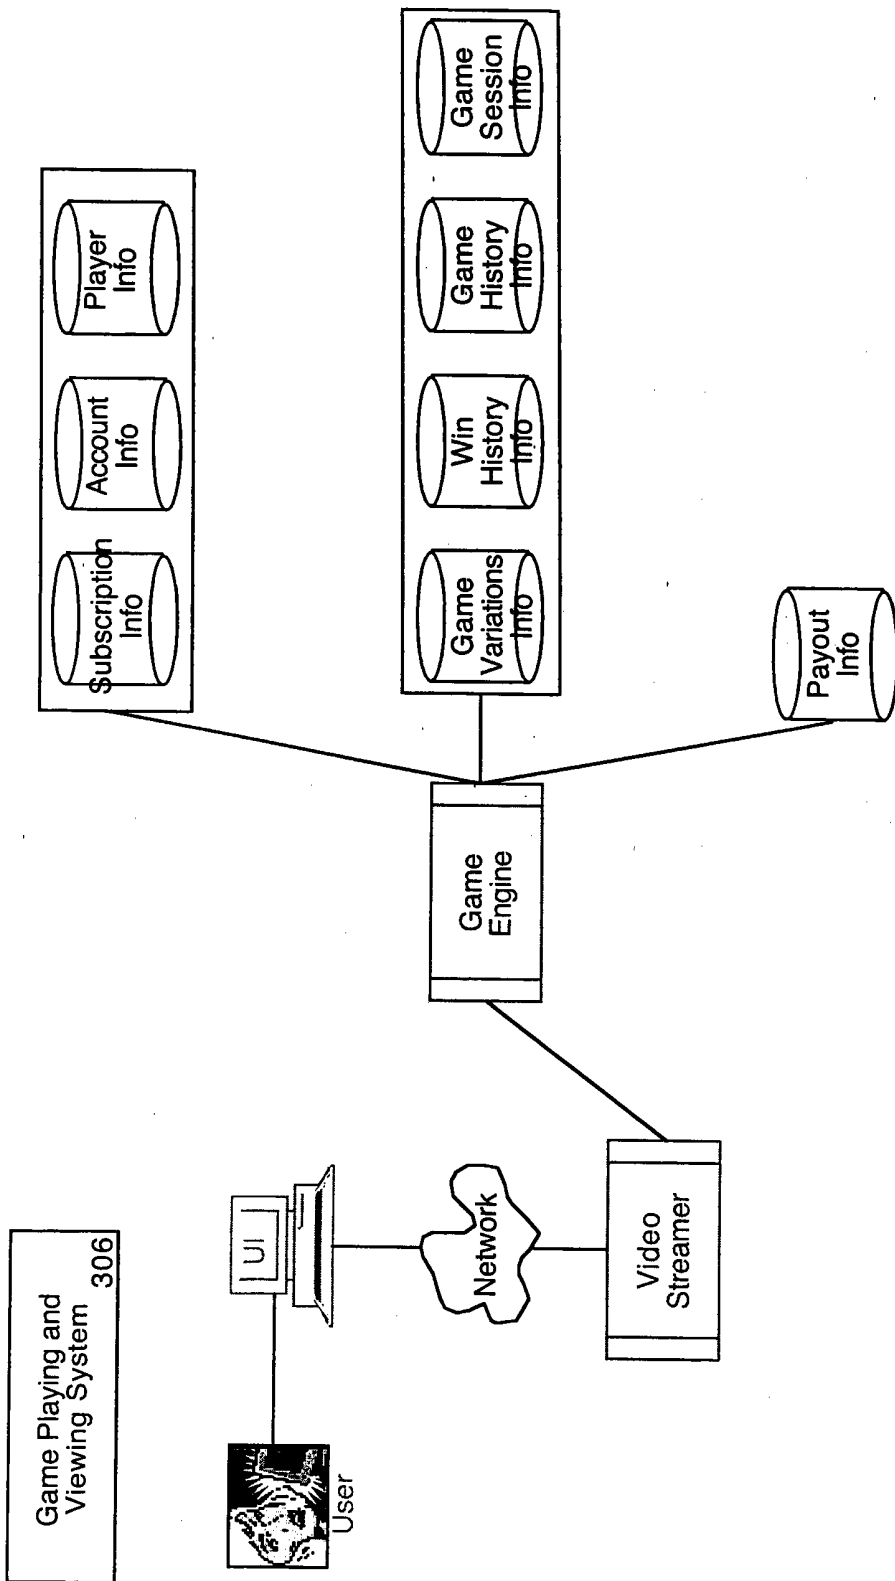 Game Playing and
Viewing System
306
User
UI
Network
Video
Streamer
Game
Engine
Subscription
Info
Account
Info
Player
Info
Game
Variations
Info
Win
History
Info
Game
History
Info
Game
Session
Info
Payout
Info